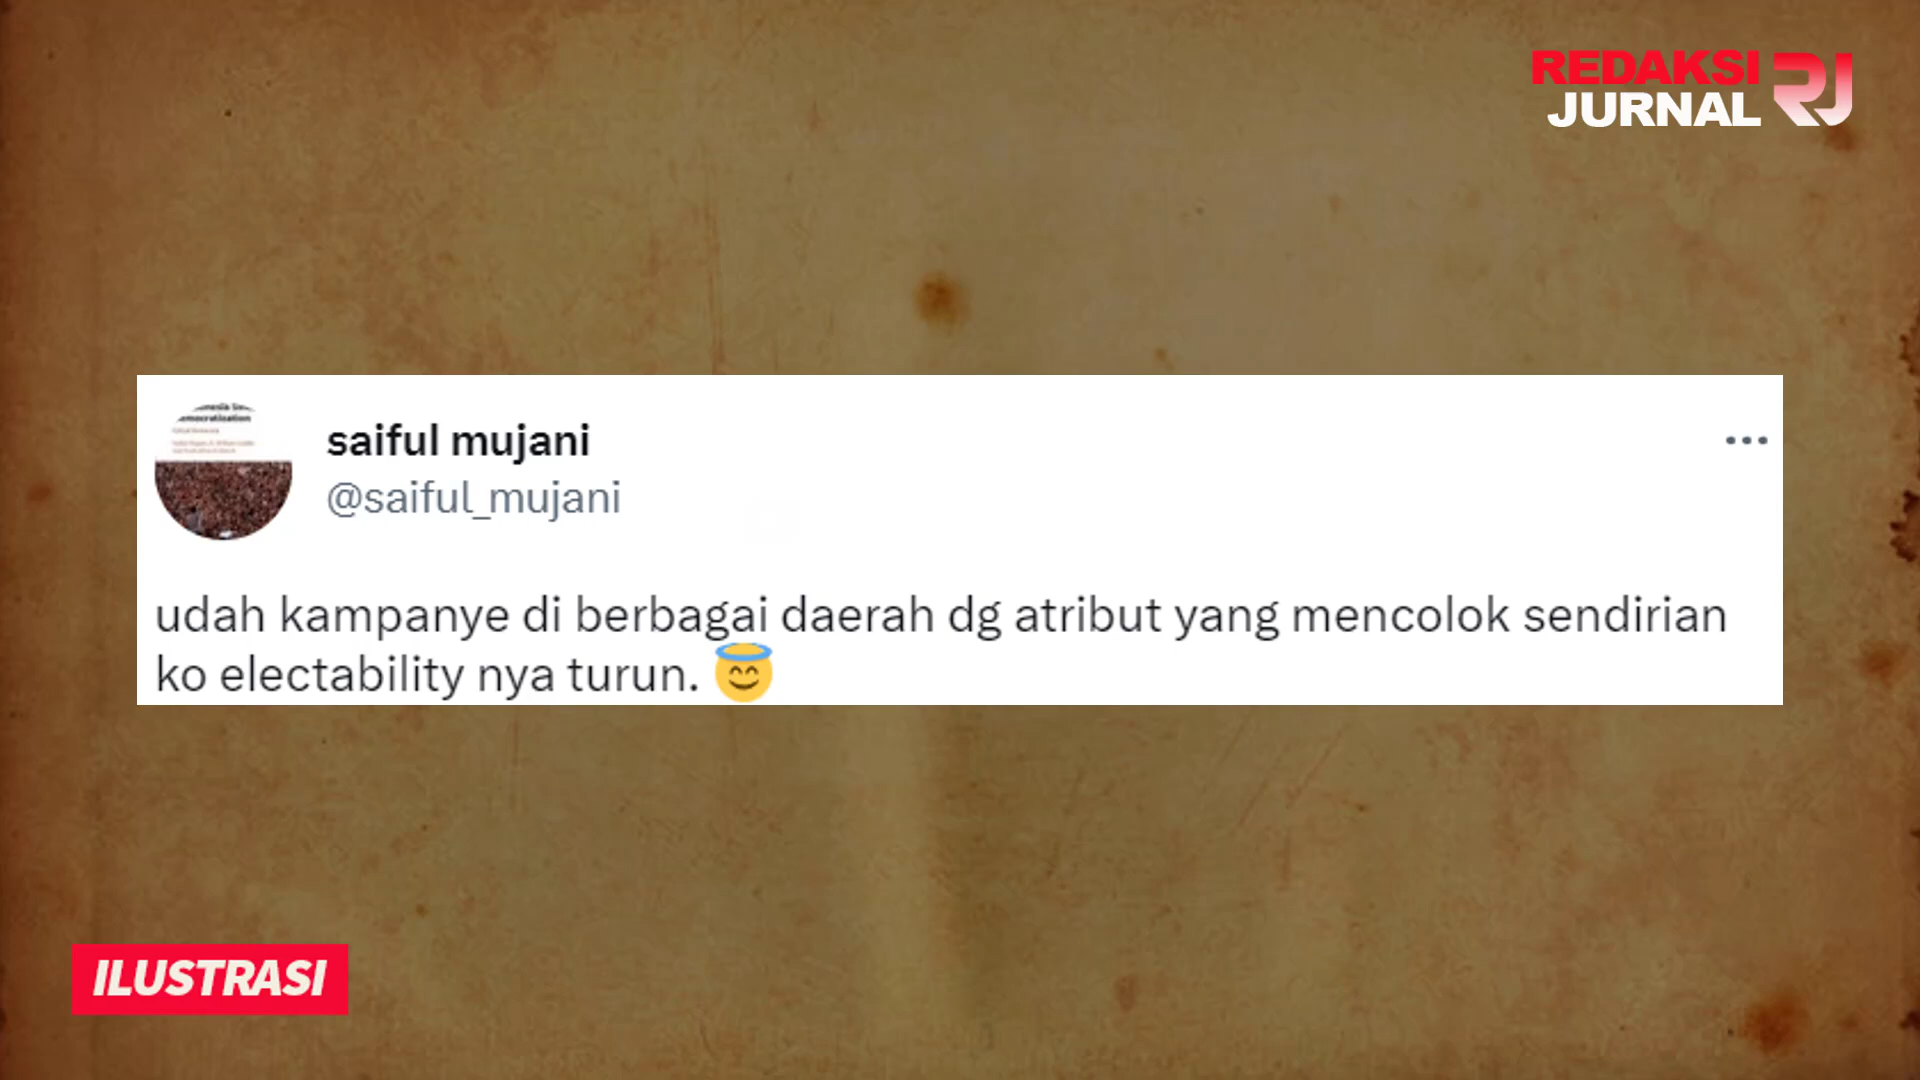 REDAKSI
JURNAL RJ
saiful mujani
@saiful_mujani
udah kampanye di berbagai daerah dg atribut yang mencolok sendirian
ko electability nya turun. 😇
ILUSTRASI